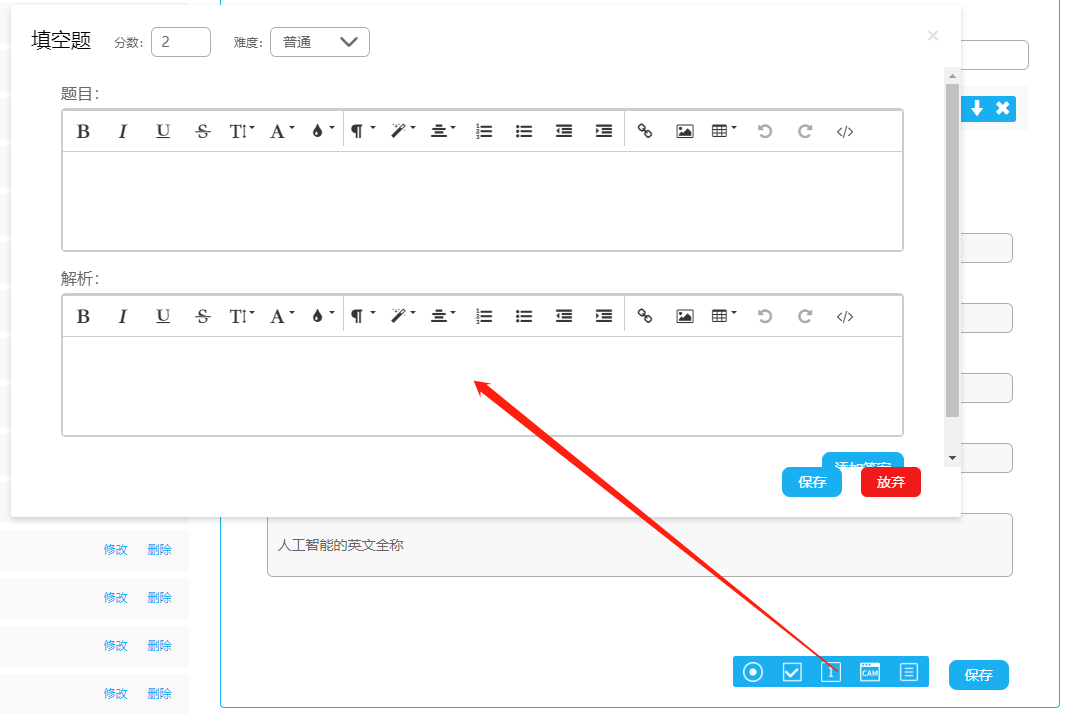 填空题 分数: 2 难度: 普通 ×
题目:
B I U S T A
解析:
B I U S T A
保存 放弃
人工智能的英文全称
修改 删除
修改 删除
修改 删除
CAM 保存
修改 删除